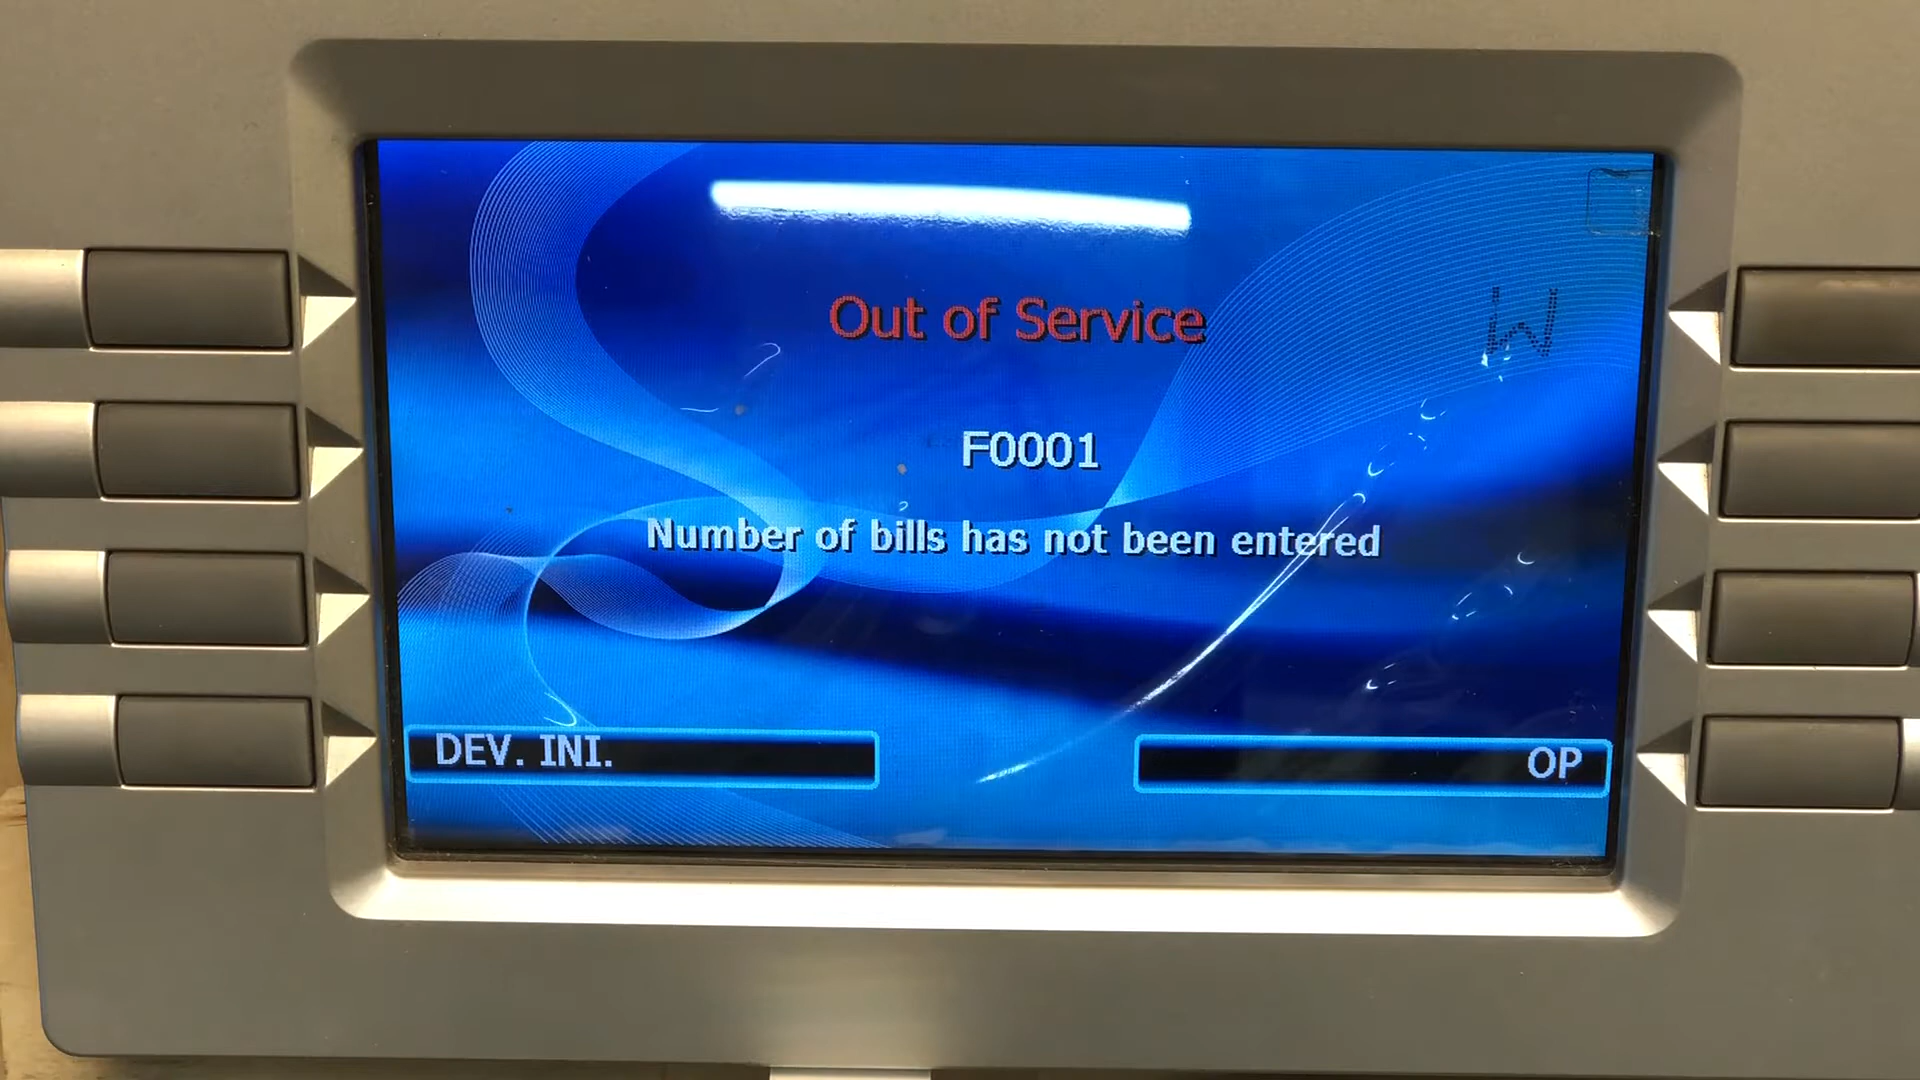 Out of Service
W
F0001
Number of bills has not been entered
DEV. INI.
OP